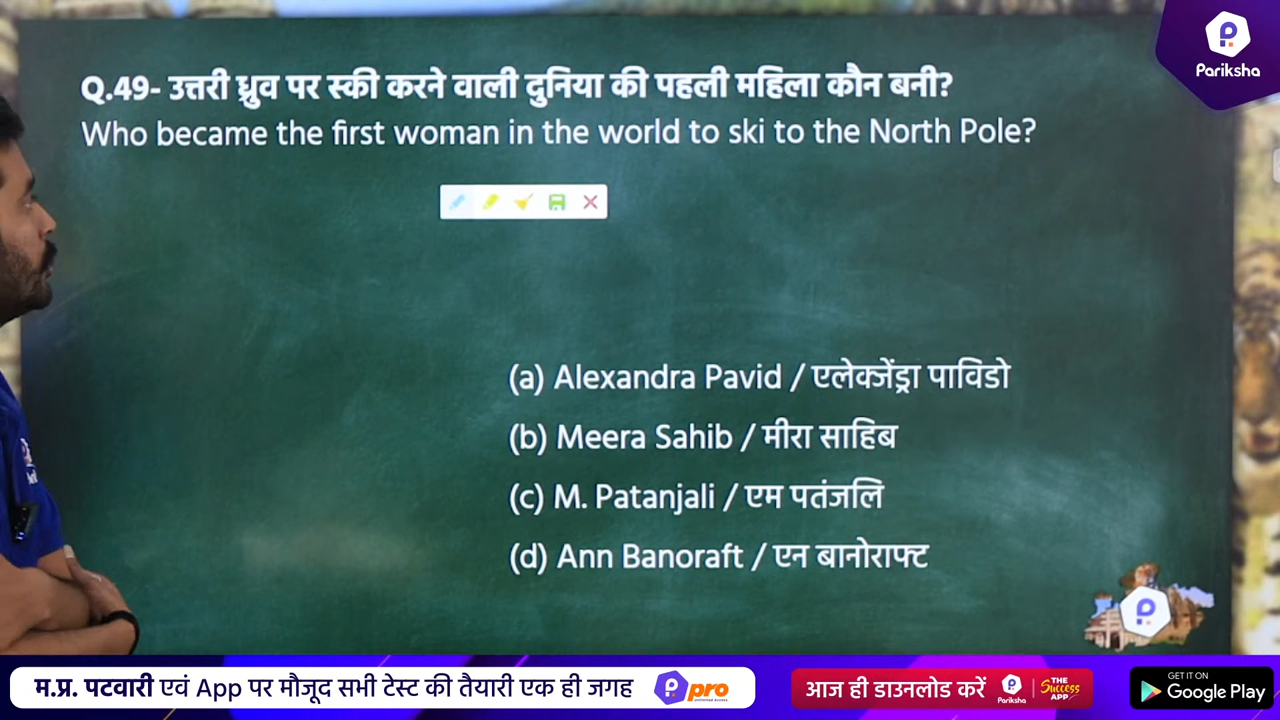 Pariksha
Q.49- उत्तरी ध्रुव पर स्की करने वाली दुनिया की पहली महिला कौन बनी?
Who became the first woman in the world to ski to the North Pole?
(a) Alexandra Pavid / एलेक्जेंड्रा पाविडो
(b) Meera Sahib / मीरा साहिब
(c) M. Patanjali / एम पतंजलि
(d) Ann Banoraft / एन बानोराफ्ट
म.प्र. पटवारी एवं App पर मौजूद सभी टेस्ट की तैयारी एक ही जगह
pro
आज ही डाउनलोड करें
Pariksha
THE Success APP
GET IT ON
Google Play